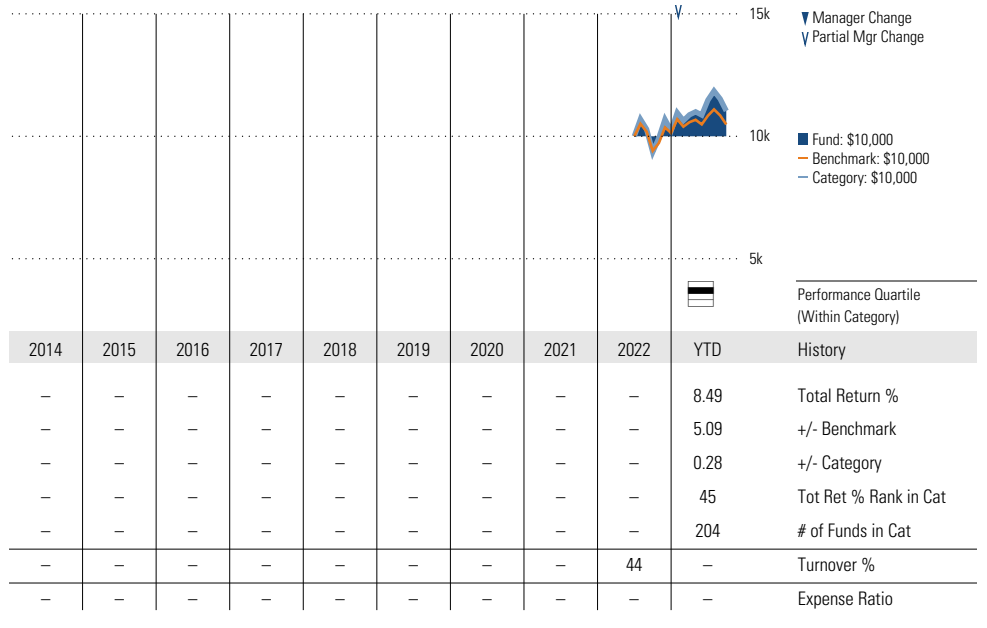 15k
Manager Change
Partial Mgr Change
10k
Fund: $10,000
Benchmark: $10,000
Category: $10,000
5k
Performance Quartile
(Within Category)
2014 2015 2016 2017 2018 2019 2020 2021 2022 YTD History
– – – – – – – – – 8.49 Total Return %
– – – – – – – – – 5.09 +/- Benchmark
– – – – – – – – – 0.28 +/- Category
– – – – – – – – – 45 Tot Ret % Rank in Cat
– – – – – – – – – 204 # of Funds in Cat
– – – – – – – – 44 – Turnover %
– – – – – – – – – – Expense Ratio